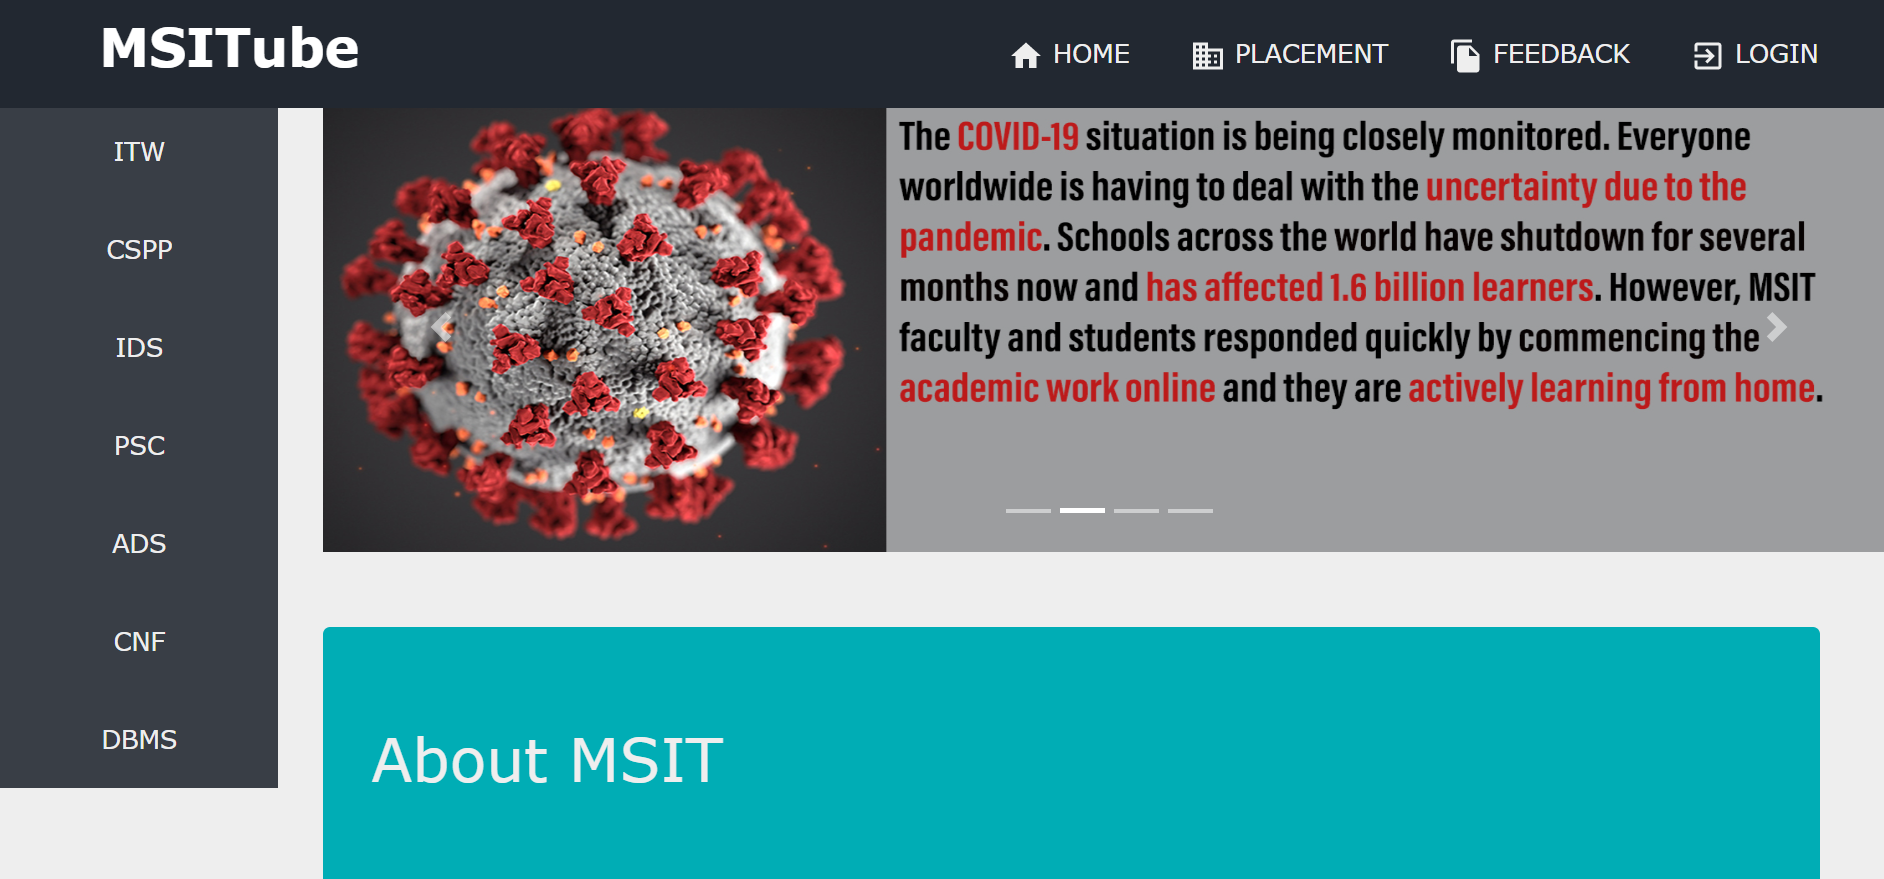 MSITube
HOME
PLACEMENT
FEEDBACK
LOGIN
ITW
CSPP
IDS
PSC
ADS
CNF
DBMS
The COVID-19 situation is being closely monitored. Everyone
worldwide is having to deal with the uncertainty due to the
pandemic. Schools across the world have shutdown for several
months now and has affected 1.6 billion learners. However, MSIT
faculty and students responded quickly by commencing the
academic work online and they are actively learning from home.
About MSIT